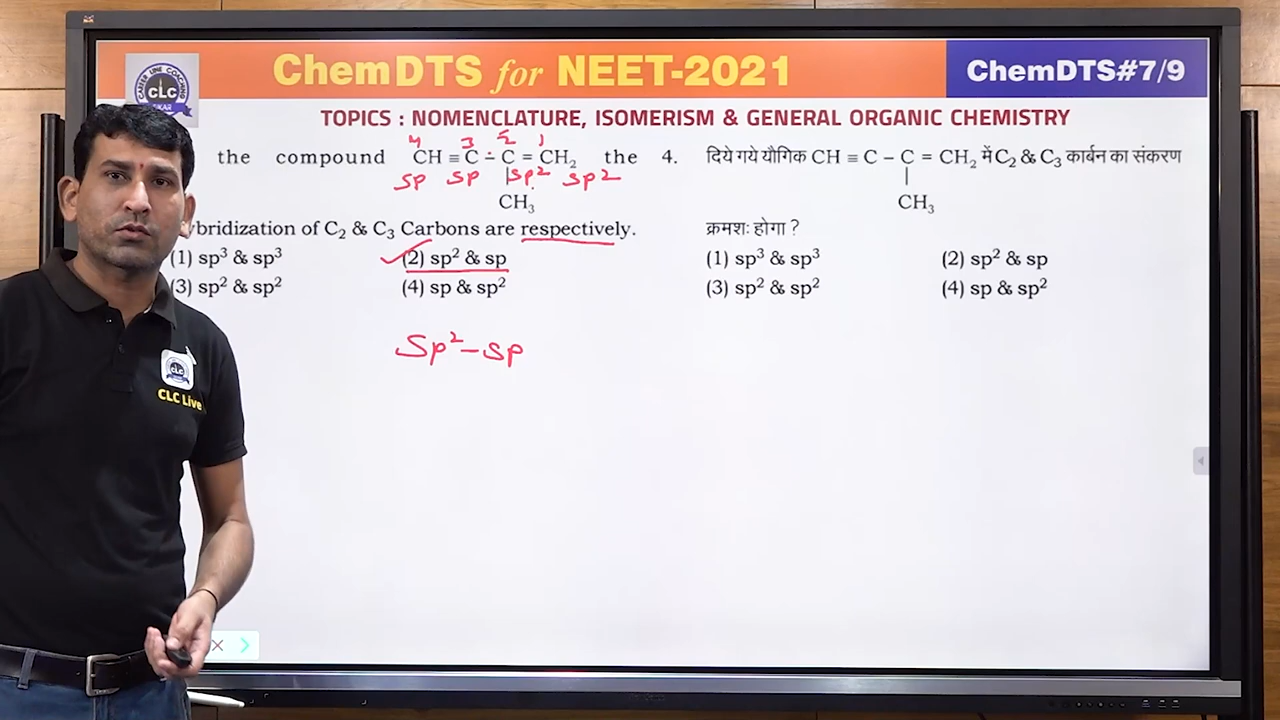 ChemDTS for NEET-2021
ChemDTS#7/9
CLC
TOPICS : NOMENCLATURE, ISOMERISM & GENERAL ORGANIC CHEMISTRY
4 3 2 1
the compound CH ≡ C – C = CH₂ the
sp sp sp² sp²
CH₃
ybridization of C₂ & C₃ Carbons are respectively.
(1) sp³ & sp³ (2) sp² & sp
(3) sp² & sp² (4) sp & sp²
sp² – sp
4. दिये गये यौगिक CH ≡ C – C = CH₂ में C₂ & C₃ कार्बन का संकरण
CH₃
क्रमशः होगा ?
(1) sp³ & sp³ (2) sp² & sp
(3) sp² & sp² (4) sp & sp²
CLC
CLC Live